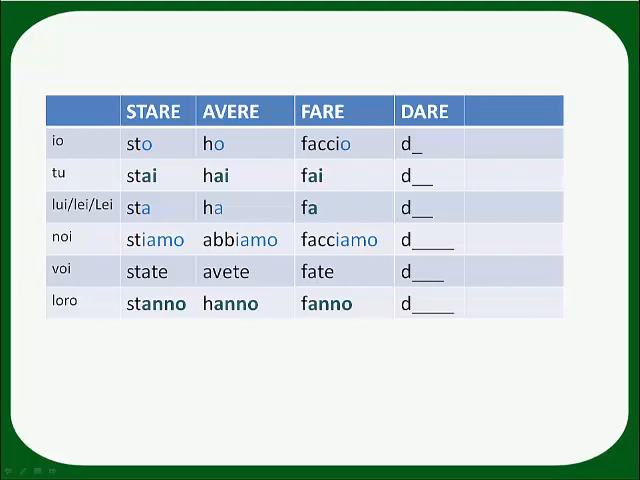 STARE AVERE FARE DARE
io sto ho faccio d_
tu stai hai fai d__
lui/lei/Lei sta ha fa d__
noi stiamo abbiamo facciamo d____
voi state avete fate d___
loro stanno hanno fanno d____